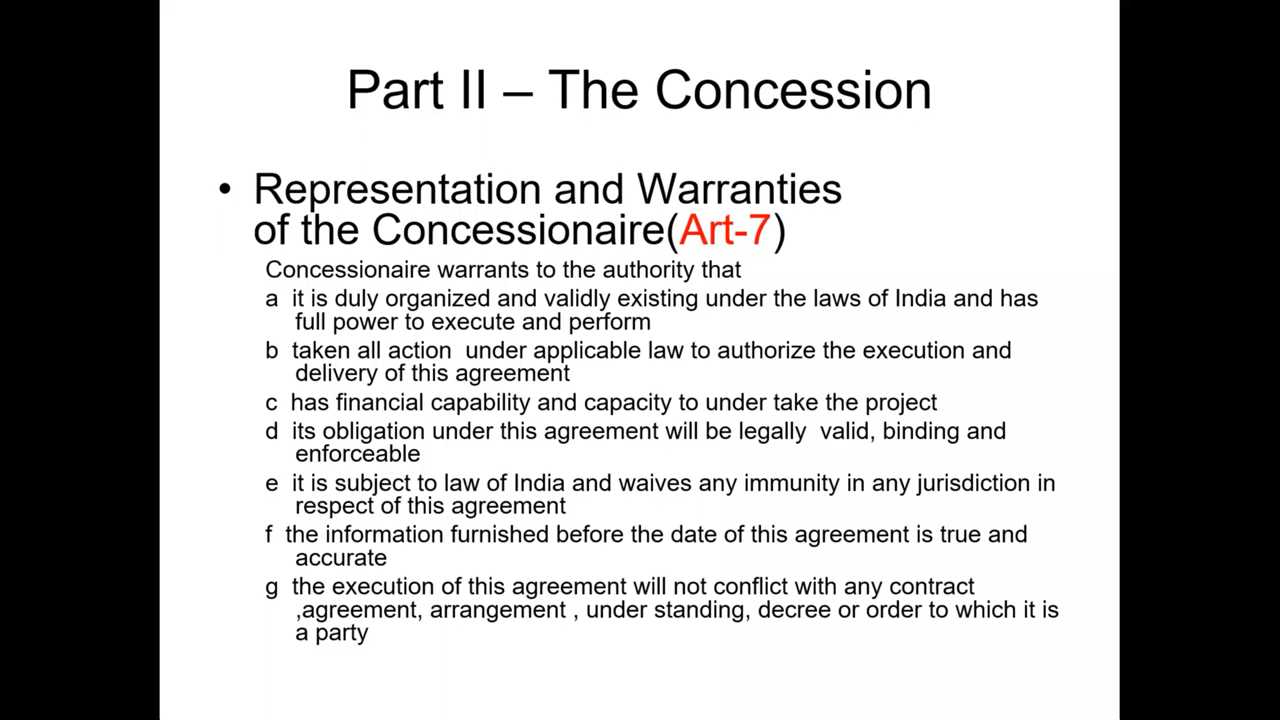 Part II – The Concession
• Representation and Warranties
of the Concessionaire(Art-7)
Concessionaire warrants to the authority that
a it is duly organized and validly existing under the laws of India and has
full power to execute and perform
b taken all action under applicable law to authorize the execution and
delivery of this agreement
c has financial capability and capacity to under take the project
d its obligation under this agreement will be legally valid, binding and
enforceable
e it is subject to law of India and waives any immunity in any jurisdiction in
respect of this agreement
f the information furnished before the date of this agreement is true and
accurate
g the execution of this agreement will not conflict with any contract
,agreement, arrangement , under standing, decree or order to which it is
a party